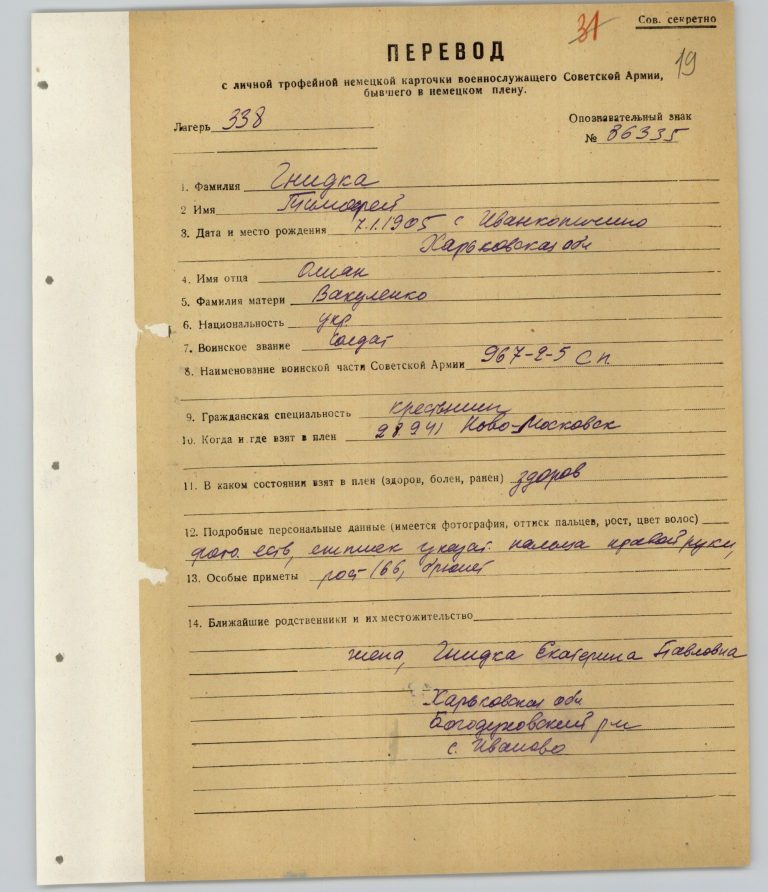 31
Сов. секретно
19
ПЕРЕВОД
с личной трофейной немецкой карточки военнослужащего Советской Армии,
бывшего в немецком плену.
Лагерь 338
Опознавательный знак
№ 86335
1. Фамилия Гнидка
2 Имя Тимофей
3. Дата и место рождения 7.1.1905 с Иванкопичино
Харьковская обл
4. Имя отца Олиан
5. Фамилия матери Вакуленко
6. Национальность укр.
7. Воинское звание солдат
8. Наименование воинской части Советской Армии 967-2-5 СП
9. Гражданская специальность крестьянин
10. Когда и где взят в плен 28.9 41 Ново-Московск
11. В каком состоянии взят в плен (здоров, болен, ранен) здоров
12. Подробные персональные данные (имеется фотография, оттиск пальцев, рост, цвет волос)
фото есть, оттиск указат. пальца правой руки,
13. Особые приметы рост 166, брюнет
14. Ближайшие родственники и их местожительство
жена, Гнидка Екатерина Павловна
Харьковская обл
Богодуховский р-н
с. Иваново